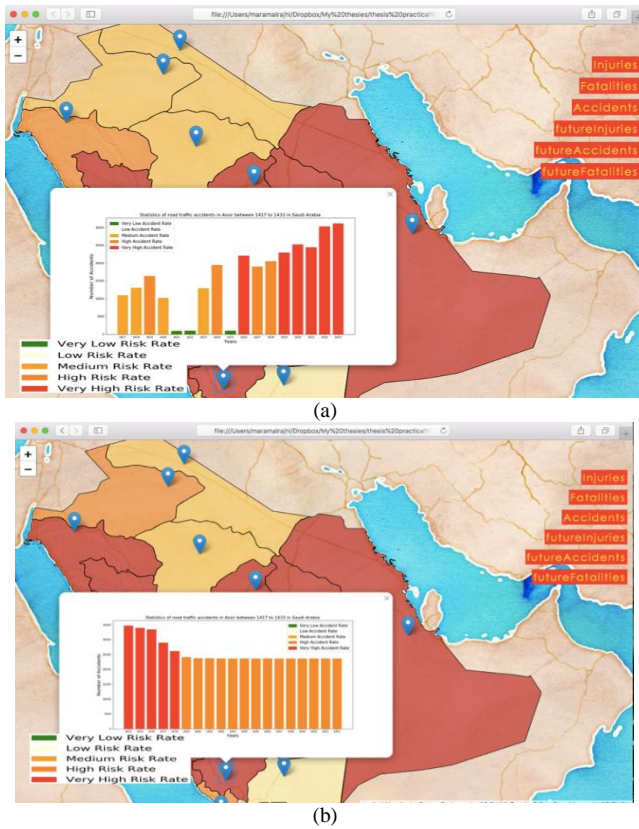 file:///Users/maramalrajhi/Dropbox/My%20thesies/thesis%20practical%
+
−
Injuries
Fatalities
Accidents
futureInjuries
futureAccidents
futureFatalities
×
Statistics of road traffic accidents in Assir between 1417 to 1433 in Saudi Arabia
Very Low Accident Rate
Low Accident Rate
Medium Accident Rate
High Accident Rate
Very High Accident Rate
Number of Accidents
Years
Very Low Risk Rate
Low Risk Rate
Medium Risk Rate
High Risk Rate
Very High Risk Rate
(a)
file:///Users/maramalrajhi/Dropbox/My%20thesies/thesis%20practical%
+
−
Injuries
Fatalities
Accidents
futureInjuries
futureAccidents
futureFatalities
×
Statistics of road traffic accidents in Assir between 1417 to 1433 in Saudi Arabia
Very Low Accident Rate
Low Accident Rate
Medium Accident Rate
High Accident Rate
Very High Accident Rate
Number of Accidents
Years
Very Low Risk Rate
Low Risk Rate
Medium Risk Rate
High Risk Rate
Very High Risk Rate
(b)